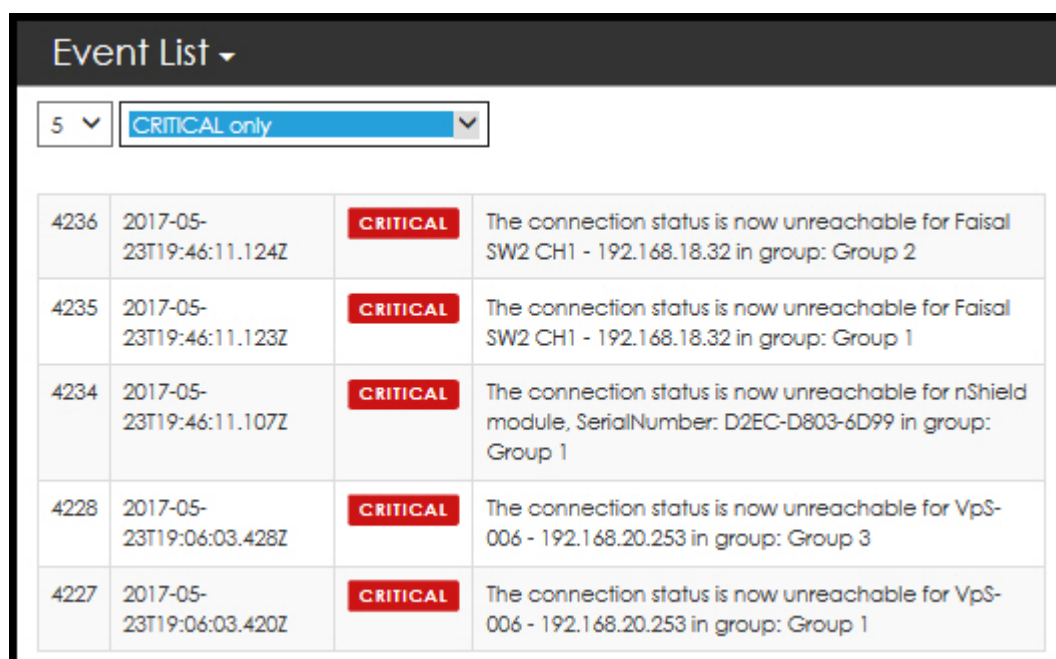 Event List
5 CRITICAL only
4236 2017-05- CRITICAL The connection status is now unreachable for Faisal
23T19:46:11.124Z SW2 CH1 - 192.168.18.32 in group: Group 2
4235 2017-05- CRITICAL The connection status is now unreachable for Faisal
23T19:46:11.123Z SW2 CH1 - 192.168.18.32 in group: Group 1
4234 2017-05- CRITICAL The connection status is now unreachable for nShield
23T19:46:11.107Z module, SerialNumber: D2EC-D803-6D99 in group:
Group 1
4228 2017-05- CRITICAL The connection status is now unreachable for VpS-
23T19:06:03.428Z 006 - 192.168.20.253 in group: Group 3
4227 2017-05- CRITICAL The connection status is now unreachable for VpS-
23T19:06:03.420Z 006 - 192.168.20.253 in group: Group 1